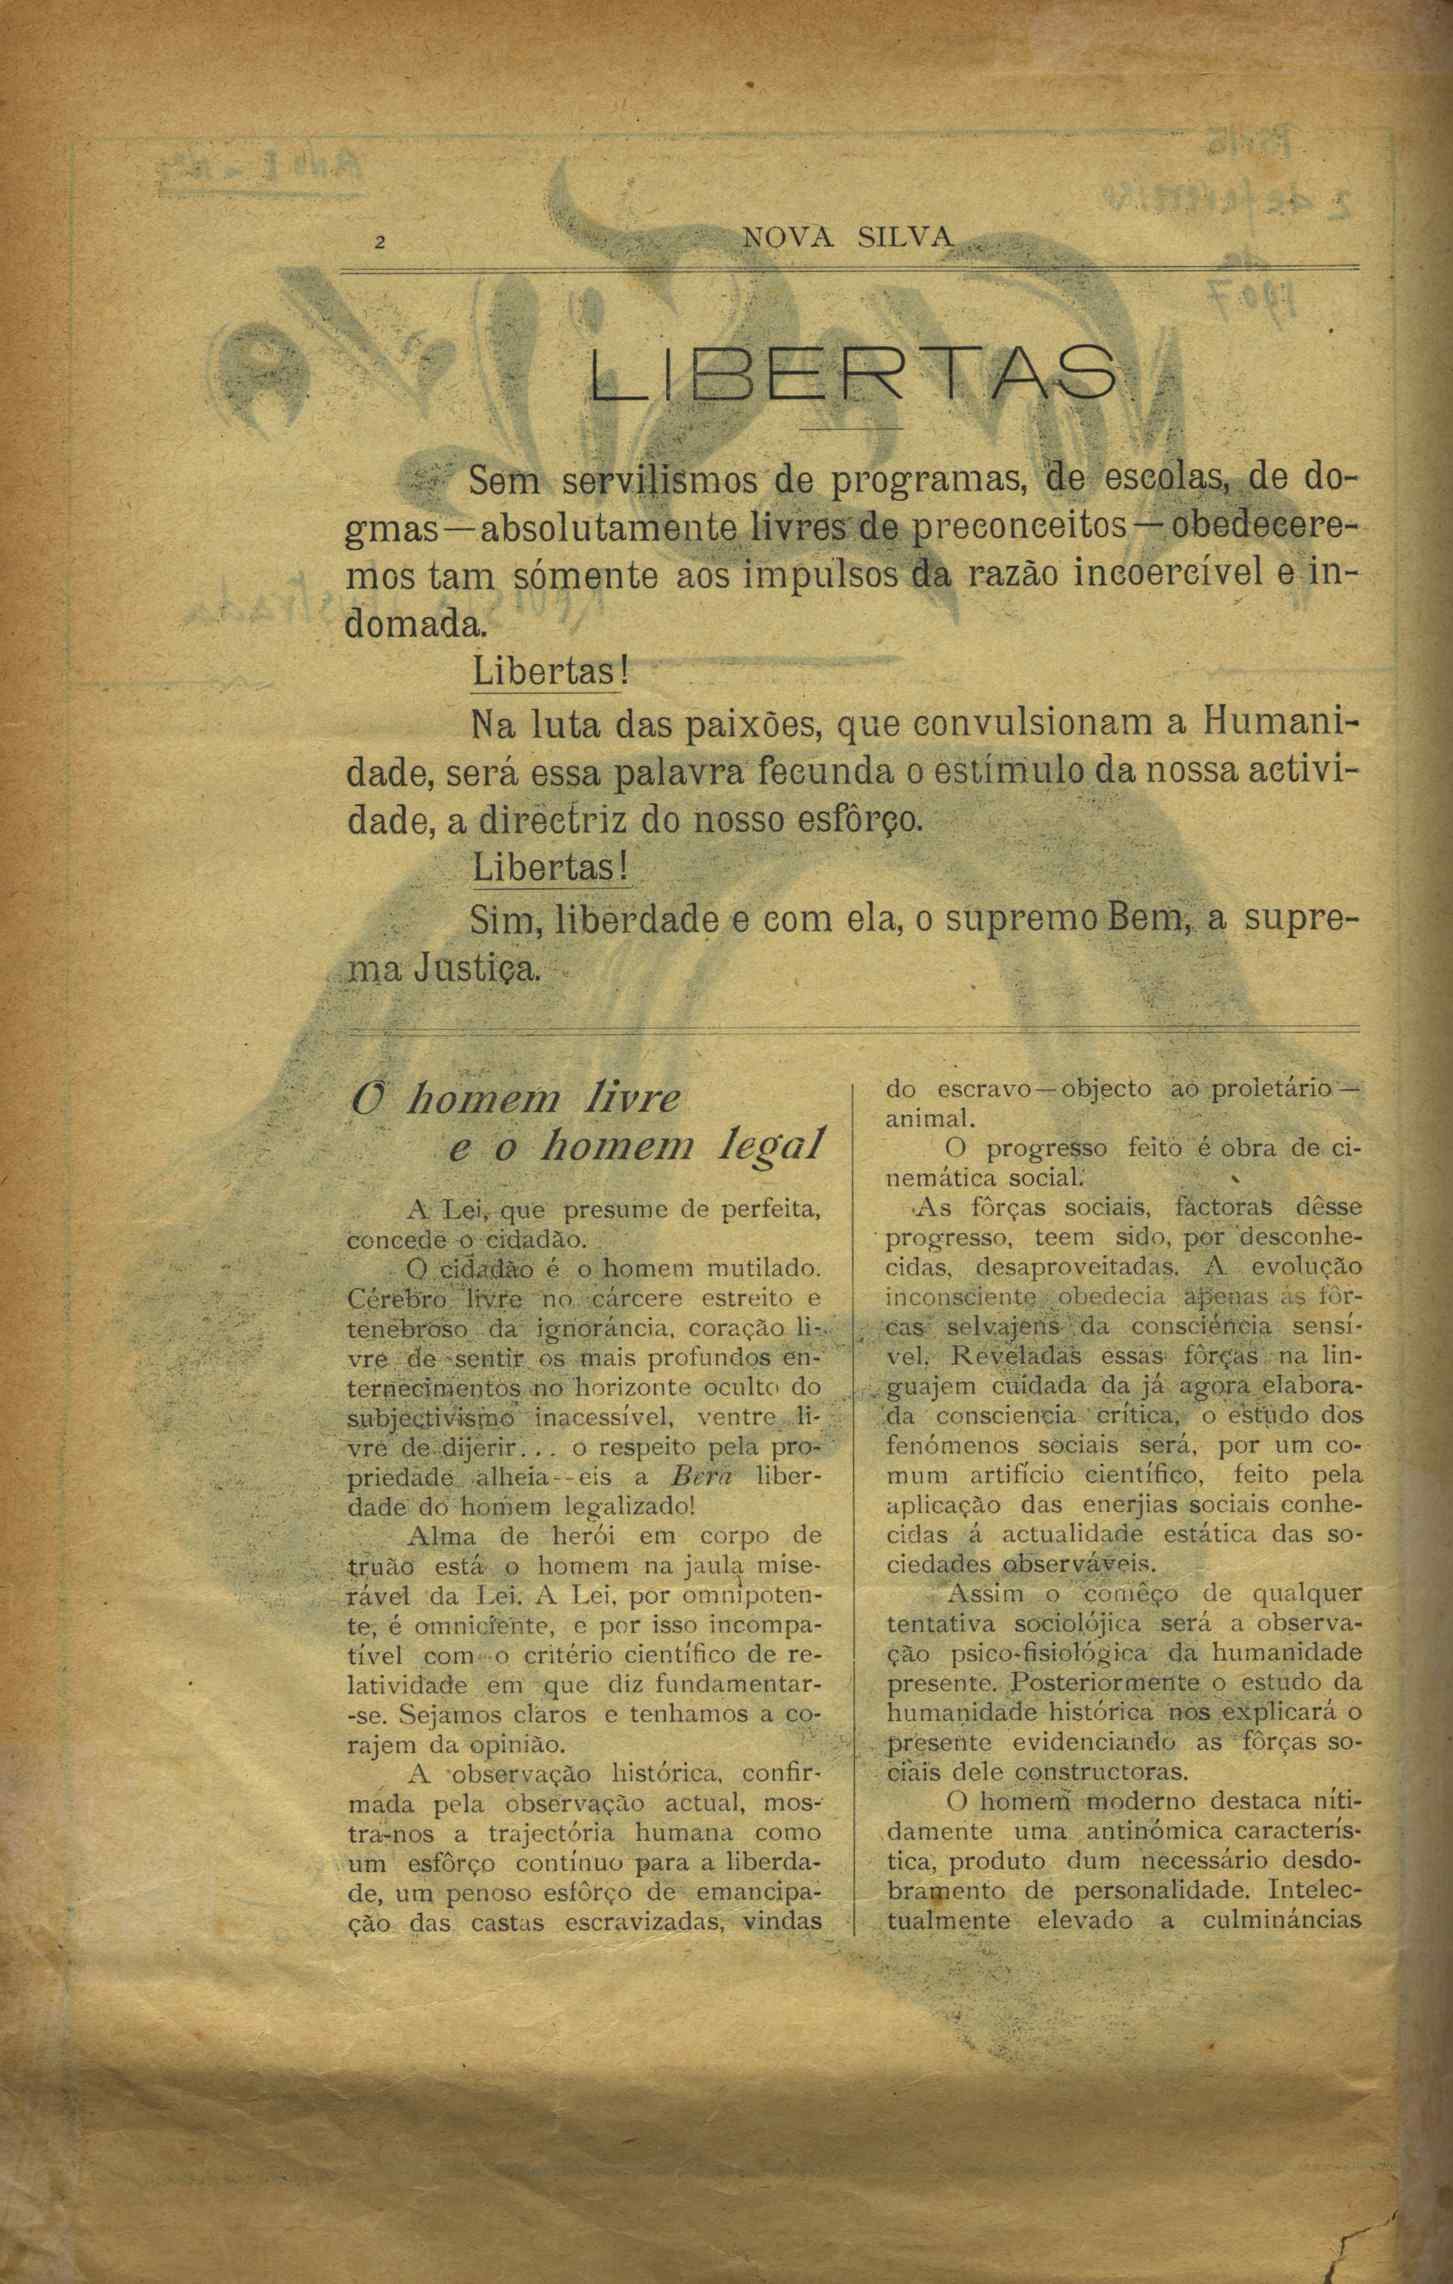 2
NOVA SILVA
LIBERTAS
Sem servilismos de programas, de escolas, de do-
gmas—absolutamente livres de preconceitos—obedecere-
mos tam sómente aos impulsos da razão incoercível e in-
domada.
Libertas!
Na luta das paixões, que convulsionam a Humani-
dade, será essa palavra fecunda o estímulo da nossa activi-
dade, a directriz do nosso esfôrço.
Libertas!
Sim, liberdade e com ela, o supremo Bem, a supre-
ma Justiça.
O homem livre
e o homem legal
A Lei, que presume de perfeita,
concede o cidadão.
O cidadão é o homem mutilado.
Cérebro livre no cárcere estreito e
tenebroso da ignorância, coração li-
vre de sentir os mais profundos en-
ternecimentos no horizonte oculto do
subjectivismo inacessível, ventre li-
vre de dijerir... o respeito pela pro-
priedade alheia--eis a Bera liber-
dade do homem legalizado!
Alma de herói em corpo de
truão está o homem na jaula mise-
rável da Lei. A Lei, por omnipoten-
te, é omniciente, e por isso incompa-
tível com o critério científico de re-
latividade em que diz fundamentar-
-se. Sejamos claros e tenhamos a co-
rajem da opinião.
A observação histórica, confir-
mada pela observação actual, mos-
tra-nos a trajectória humana como
um esfôrço contínuo para a liberda-
de, um penoso esfôrço de emancipa-
ção das castas escravizadas, vindas
do escravo—objecto ao proletário—
animal.
O progresso feito é obra de ci-
nemática social.
As fôrças sociais, factoras dêsse
progresso, teem sido, por desconhe-
cidas, desaproveitadas. A evolução
inconsciente obedecia apenas ás fôr-
cas selvajens da consciéncia sensí-
vel. Reveladas essas fôrças na lin-
guajem cuidada da já agora elabora-
da consciencia crítica, o estudo dos
fenómenos sociais será, por um co-
mum artifício científico, feito pela
aplicação das enerjias sociais conhe-
cidas á actualidade estática das so-
ciedades observáveis.
Assim o comêço de qualquer
tentativa sociolójica será a observa-
ção psico-fisiológica da humanidade
presente. Posteriormente o estudo da
humanidade histórica nos explicará o
presente evidenciando as fôrças so-
ciais dele constructoras.
O homem moderno destaca níti-
damente uma antinómica caracterís-
tica, produto dum necessário desdo-
bramento de personalidade. Intelec-
tualmente elevado a culmináncias